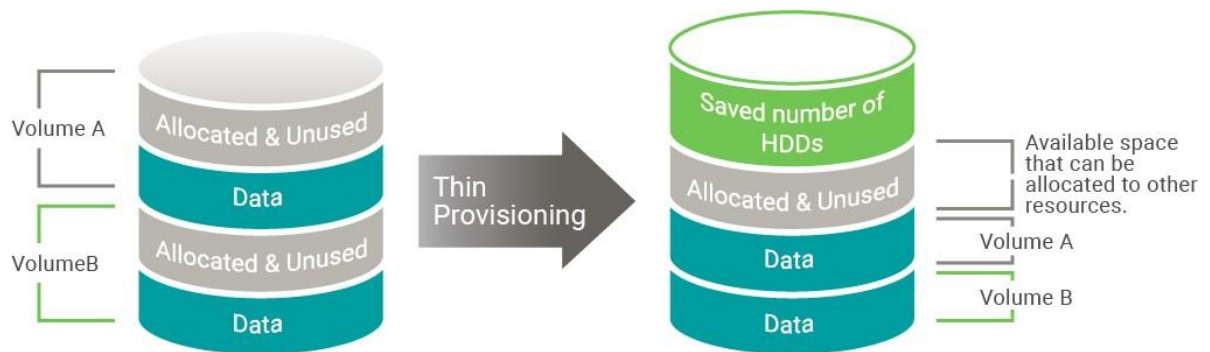 Volume A
Allocated & Unused
Data
VolumeB
Allocated & Unused
Data
Thin
Provisioning
Saved number of
HDDs
Allocated & Unused
Data
Data
Available space
that can be
allocated to other
resources.
Volume A
Volume B